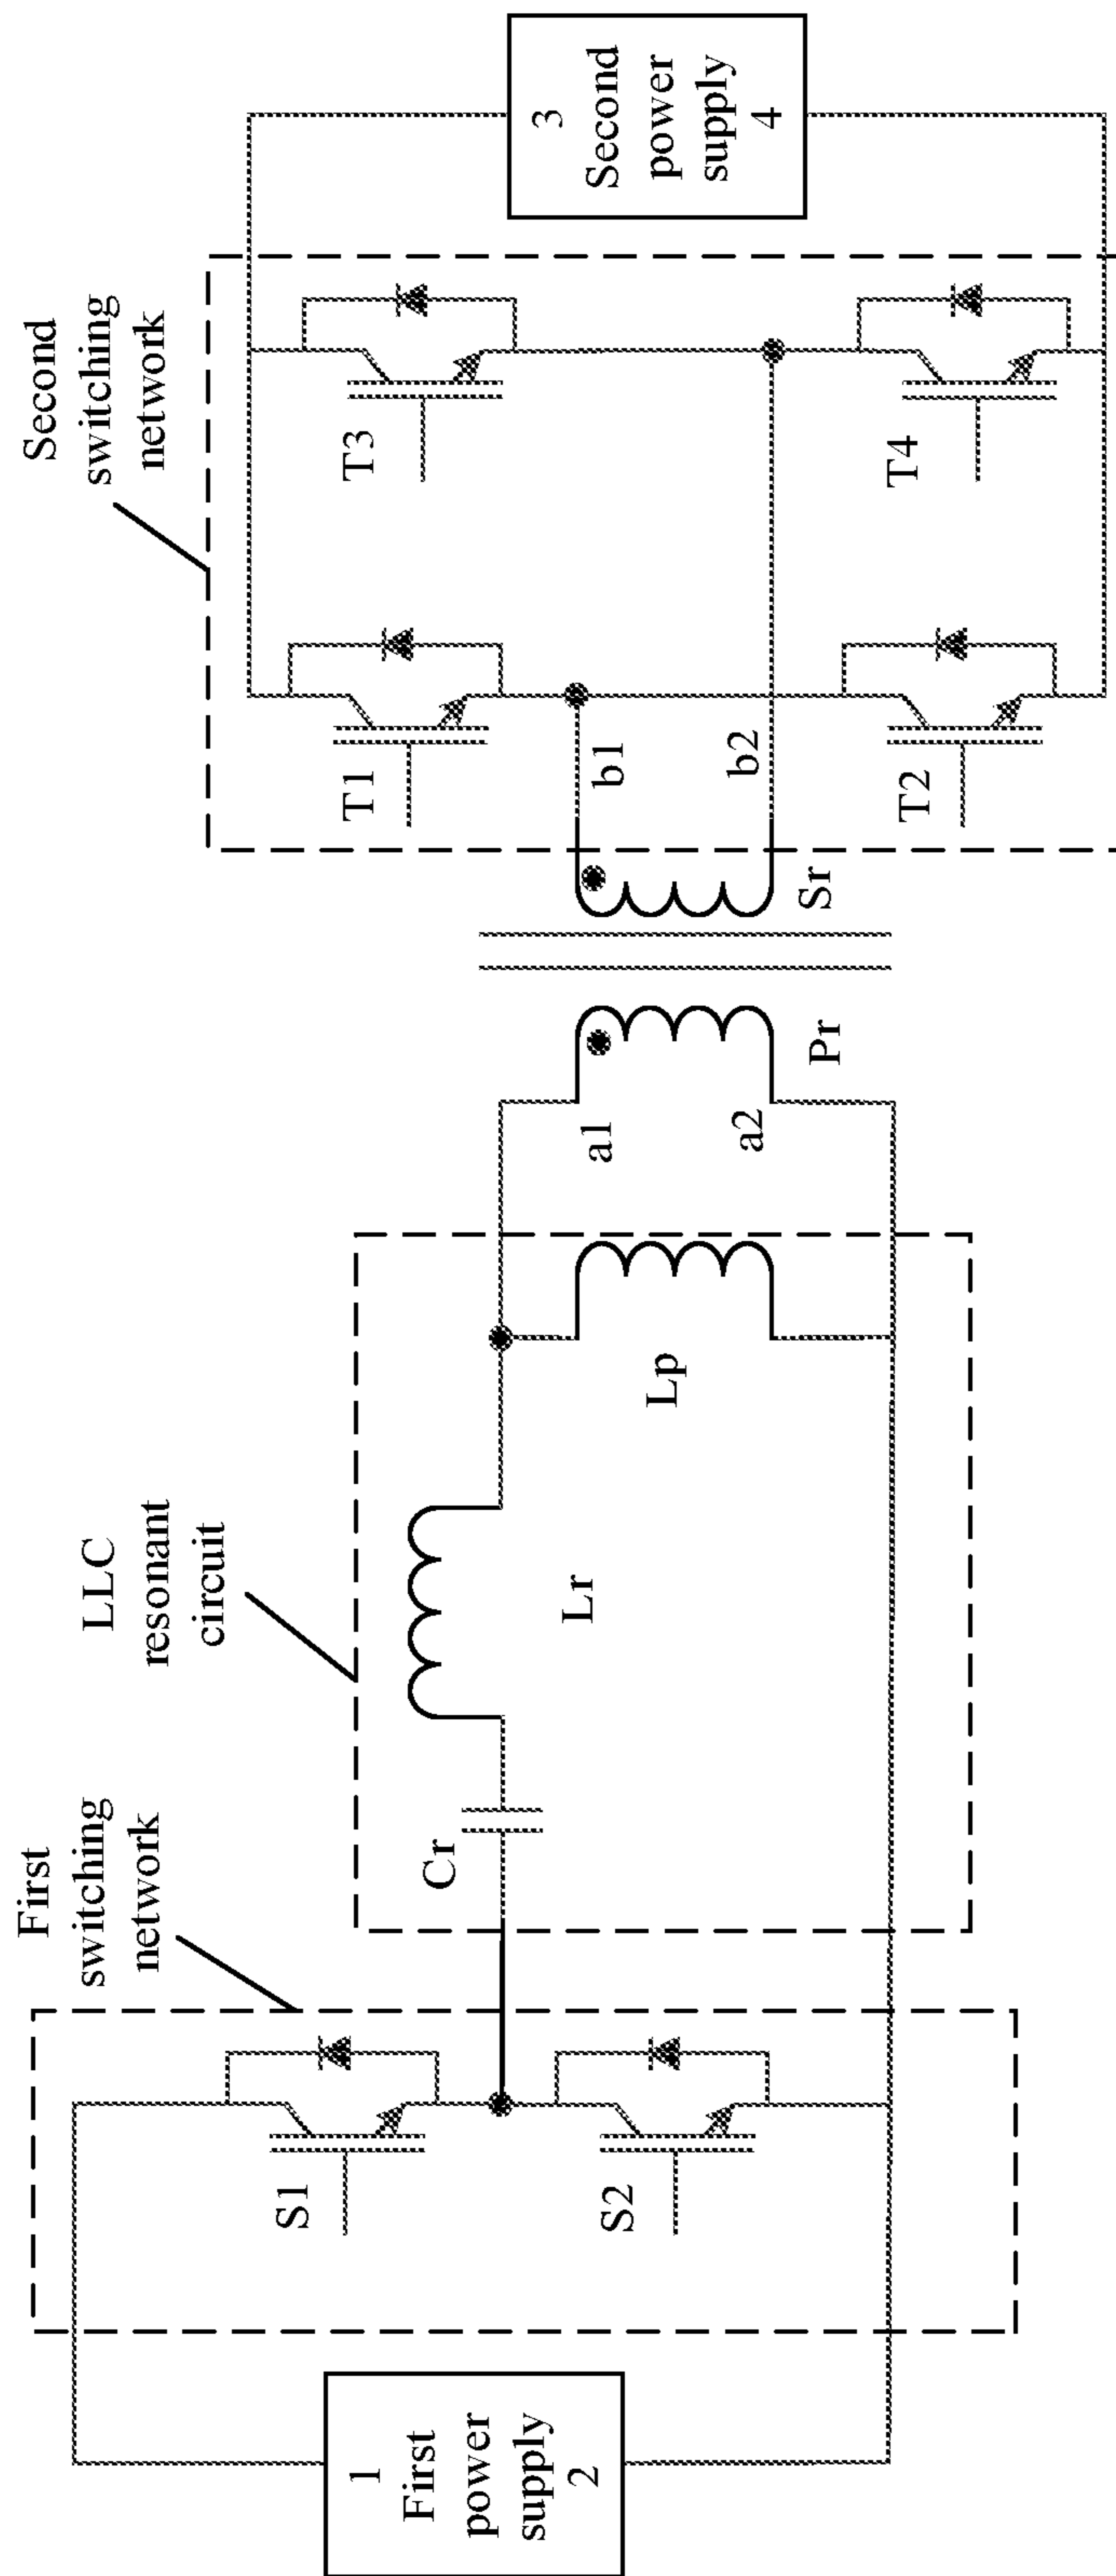 First
switching
network
LLC
resonant
circuit
Second
switching
network
1
First
power
supply
2
S1
S2
Cr
Lr
Lp
a1
a2
Pr
Sr
b1
b2
T1
T2
T3
T4
3
Second
power
supply
4